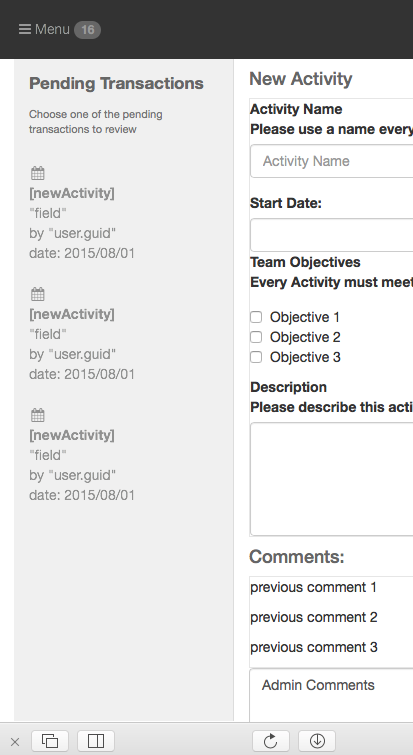 Menu 16
Pending Transactions
Choose one of the pending
transactions to review
[newActivity]
"field"
by "user.guid"
date: 2015/08/01
[newActivity]
"field"
by "user.guid"
date: 2015/08/01
[newActivity]
"field"
by "user.guid"
date: 2015/08/01
New Activity
Activity Name
Please use a name every
Activity Name
Start Date:
Team Objectives
Every Activity must meet
Objective 1
Objective 2
Objective 3
Description
Please describe this acti
Comments:
previous comment 1
previous comment 2
previous comment 3
Admin Comments